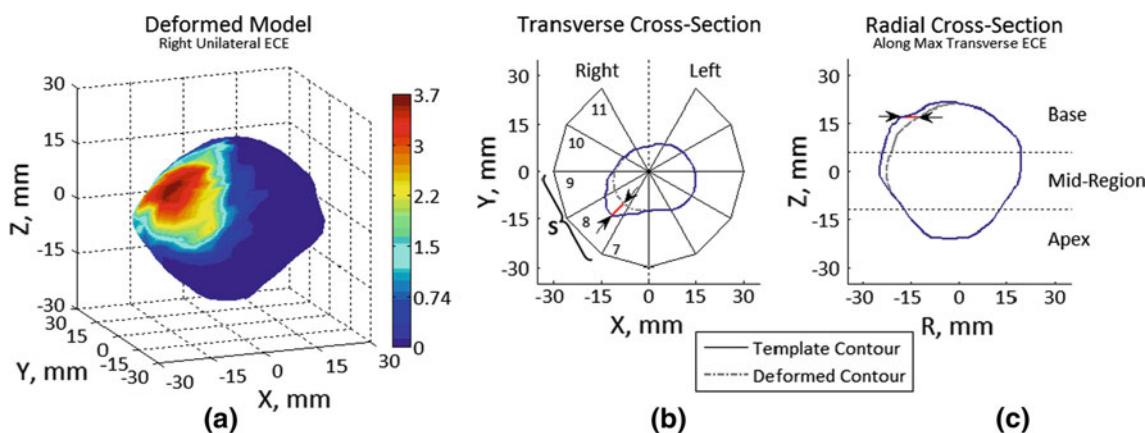 Deformed Model
Right Unilateral ECE
Z, mm
30
15
0
-15
-30
30
15
0
-15
-30
Y, mm
-30
-15
0
15
30
X, mm
3.7
3
2.2
1.5
0.74
0
(a)
Transverse Cross-Section
Right Left
Y, mm
30
15
0
-15
-30
11
10
9
8
7
S
-30 -15 0 15 30
X, mm
(b)
Radial Cross-Section
Along Max Transverse ECE
Z, mm
30
15
0
-15
-30
Base
Mid-Region
Apex
-30 -15 0 15 30
R, mm
(c)
Template Contour
Deformed Contour